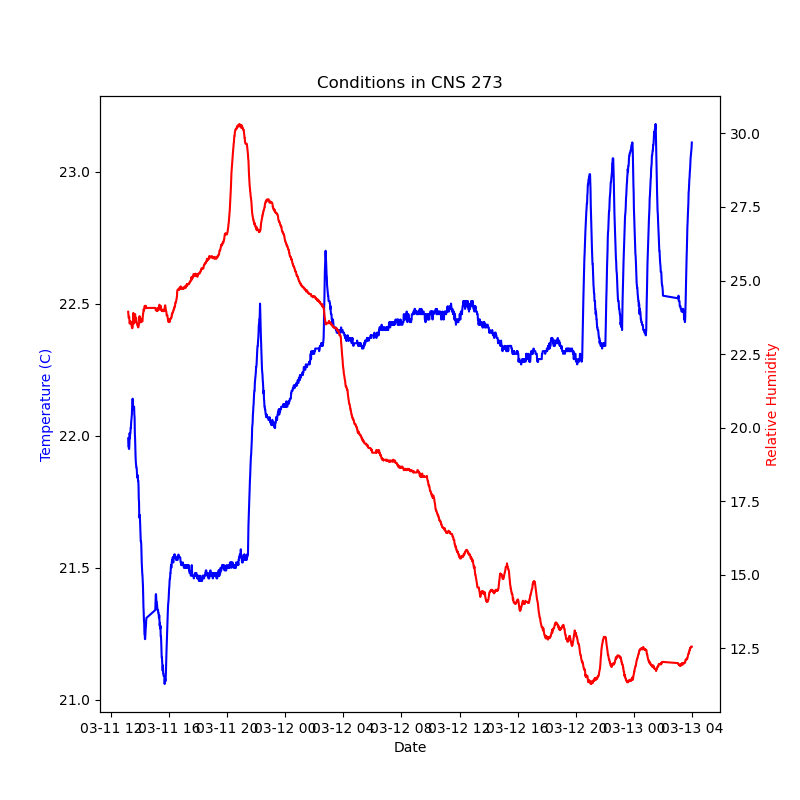 Conditions in CNS 273
23.0
22.5
22.0
21.5
21.0
Temperature (C)
30.0
27.5
25.0
22.5
20.0
17.5
15.0
12.5
Relative Humidity
03-11 12 03-11 16 03-11 20 03-12 00 03-12 04 03-12 08 03-12 12 03-12 16 03-12 20 03-13 00 03-13 04
Date